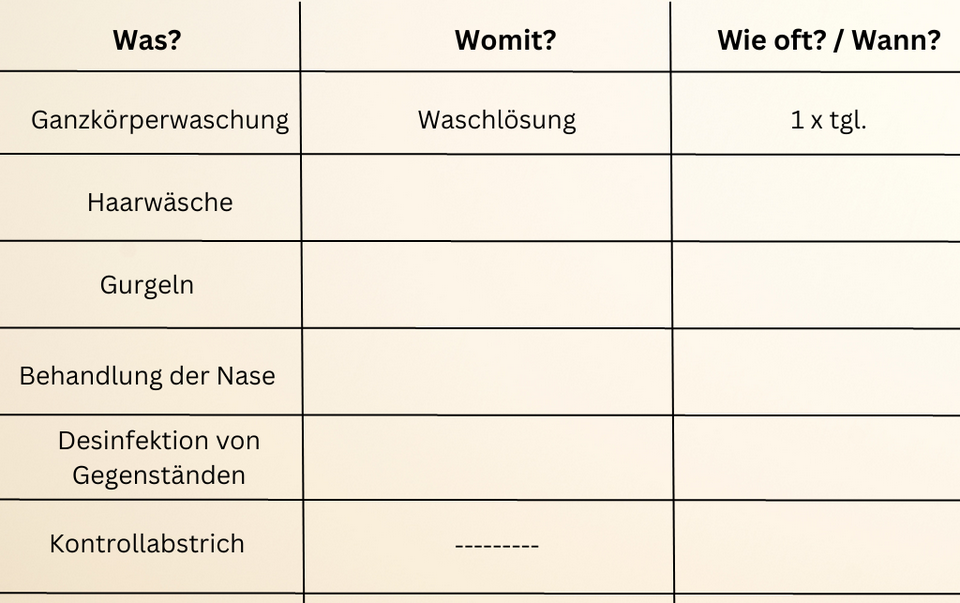 Was? Womit? Wie oft? / Wann?
Ganzkörperwaschung Waschlösung 1 x tgl.
Haarwäsche
Gurgeln
Behandlung der Nase
Desinfektion von
Gegenständen
Kontrollabstrich ---------